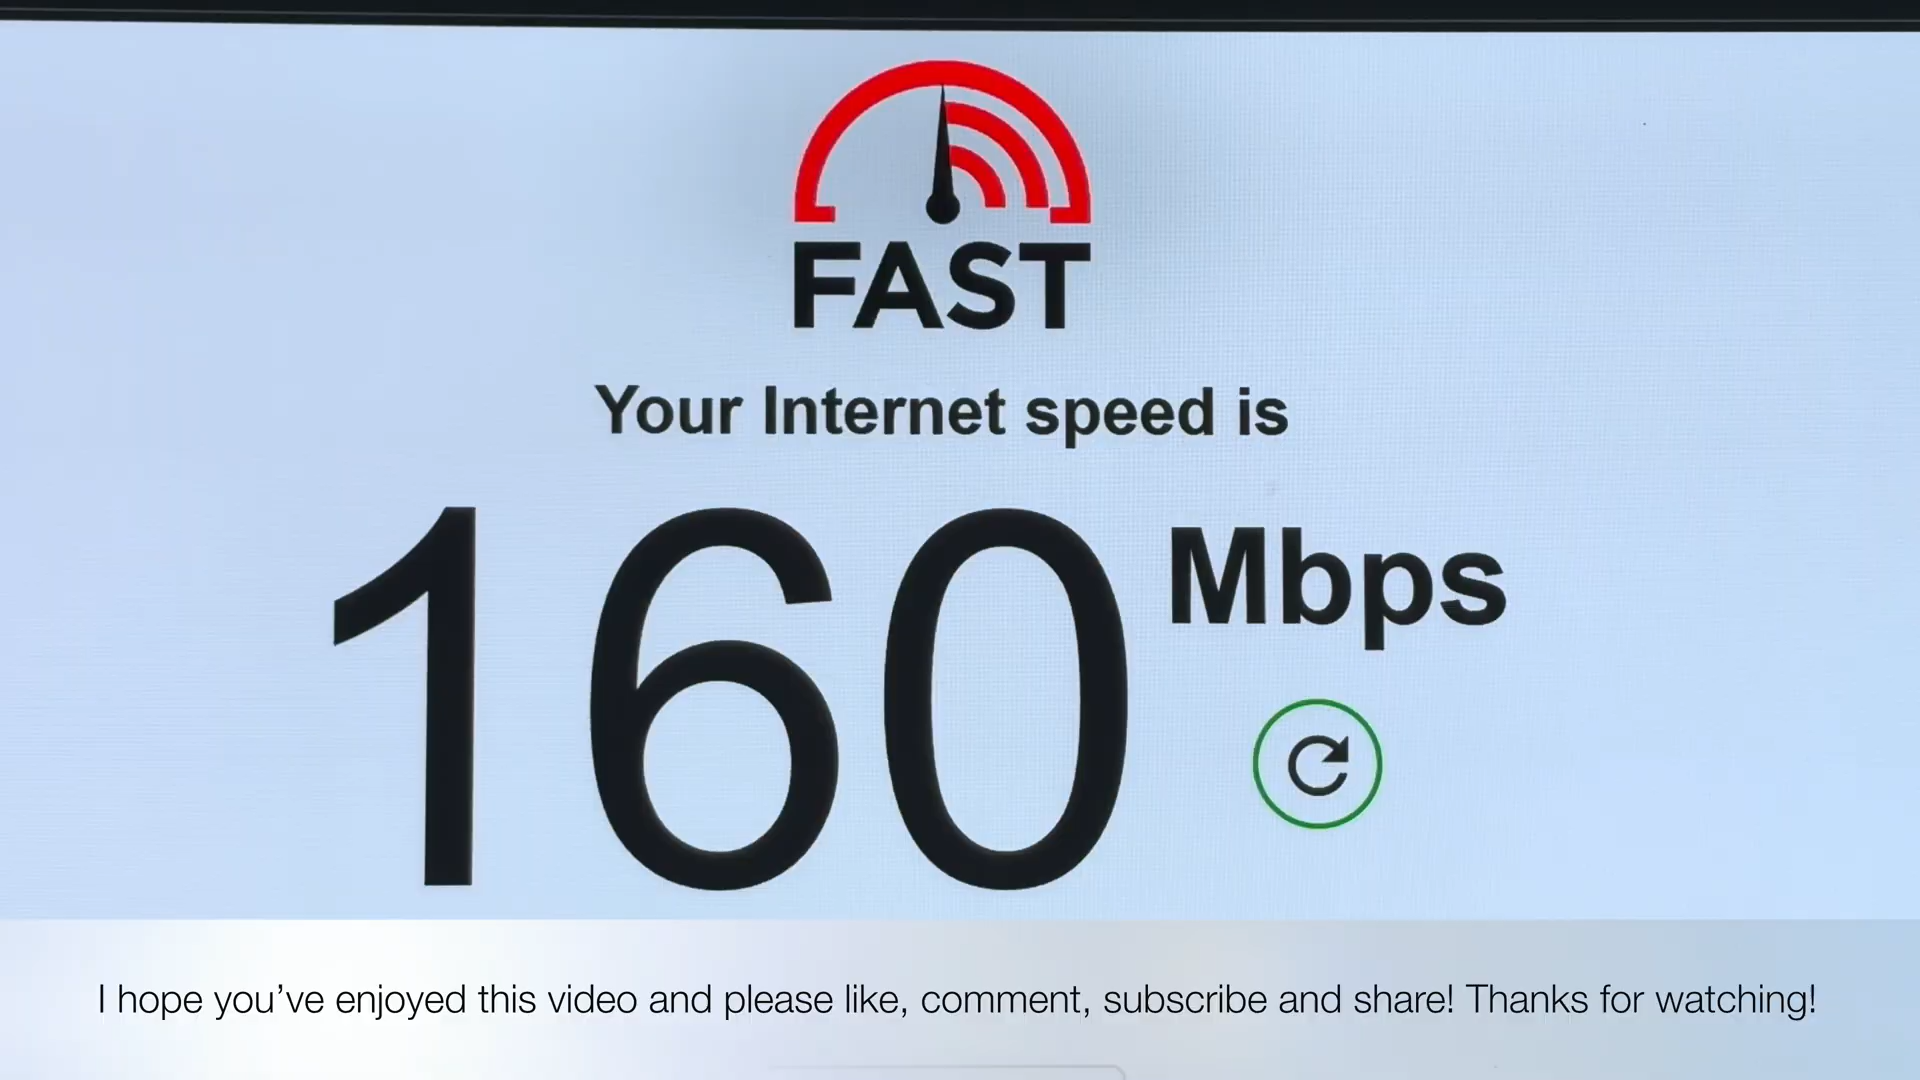 FAST
Your Internet speed is
160 Mbps
I hope you’ve enjoyed this video and please like, comment, subscribe and share! Thanks for watching!